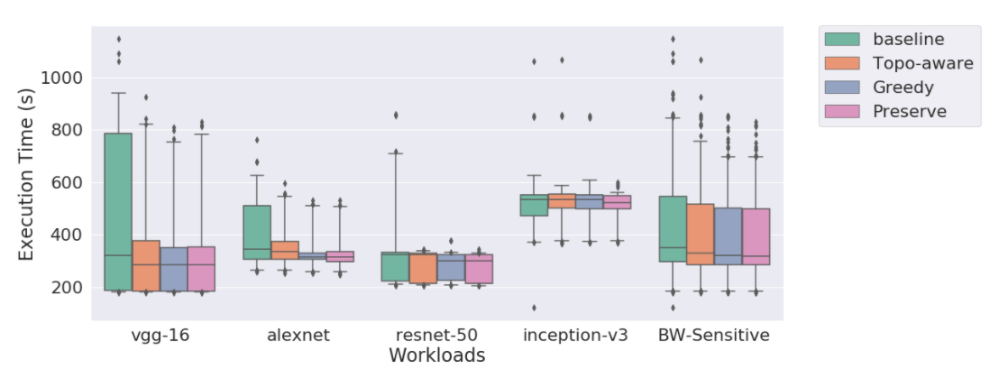 Execution Time (s)
1000
800
600
400
200
vgg-16
alexnet
resnet-50
inception-v3
BW-Sensitive
Workloads
baseline
Topo-aware
Greedy
Preserve